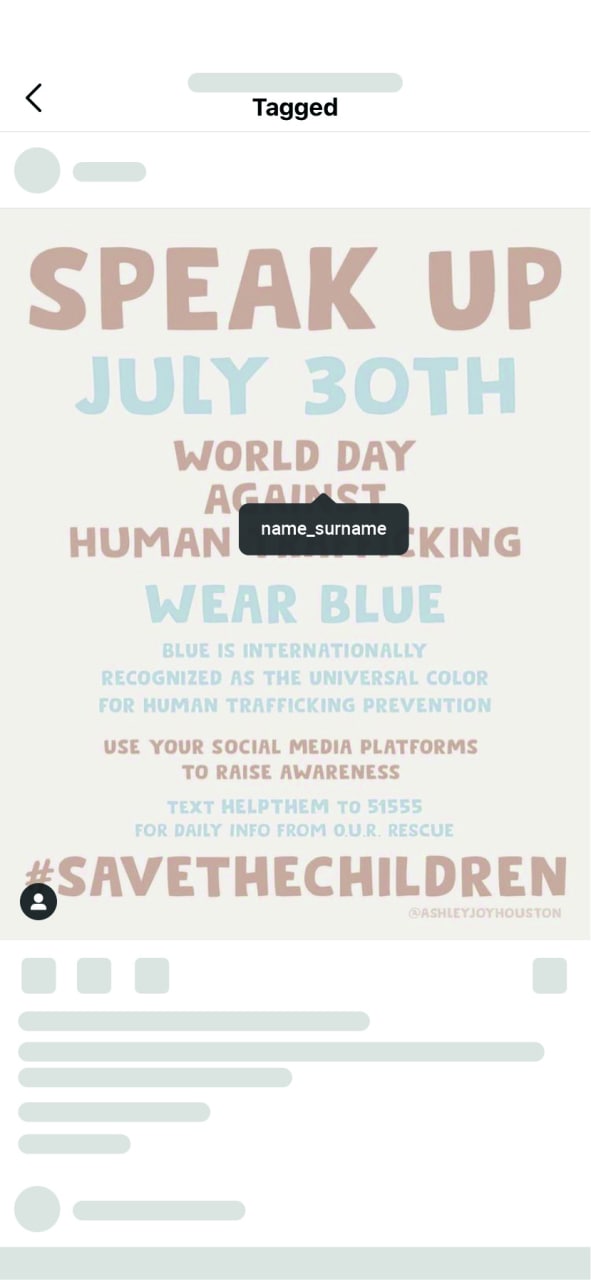 Tagged
SPEAK UP
JULY 30TH
WORLD DAY
AGAINST
HUMAN
name_surname
WEAR BLUE
BLUE IS INTERNATIONALLY
RECOGNIZED AS THE UNIVERSAL COLOR
FOR HUMAN TRAFFICKING PREVENTION
USE YOUR SOCIAL MEDIA PLATFORMS
TO RAISE AWARENESS
TEXT HELPTHEM TO 51555
FOR DAILY INFO FROM O.U.R. RESCUE
#SAVETHECHILDREN
@ASHLEYJOYHOUSTON